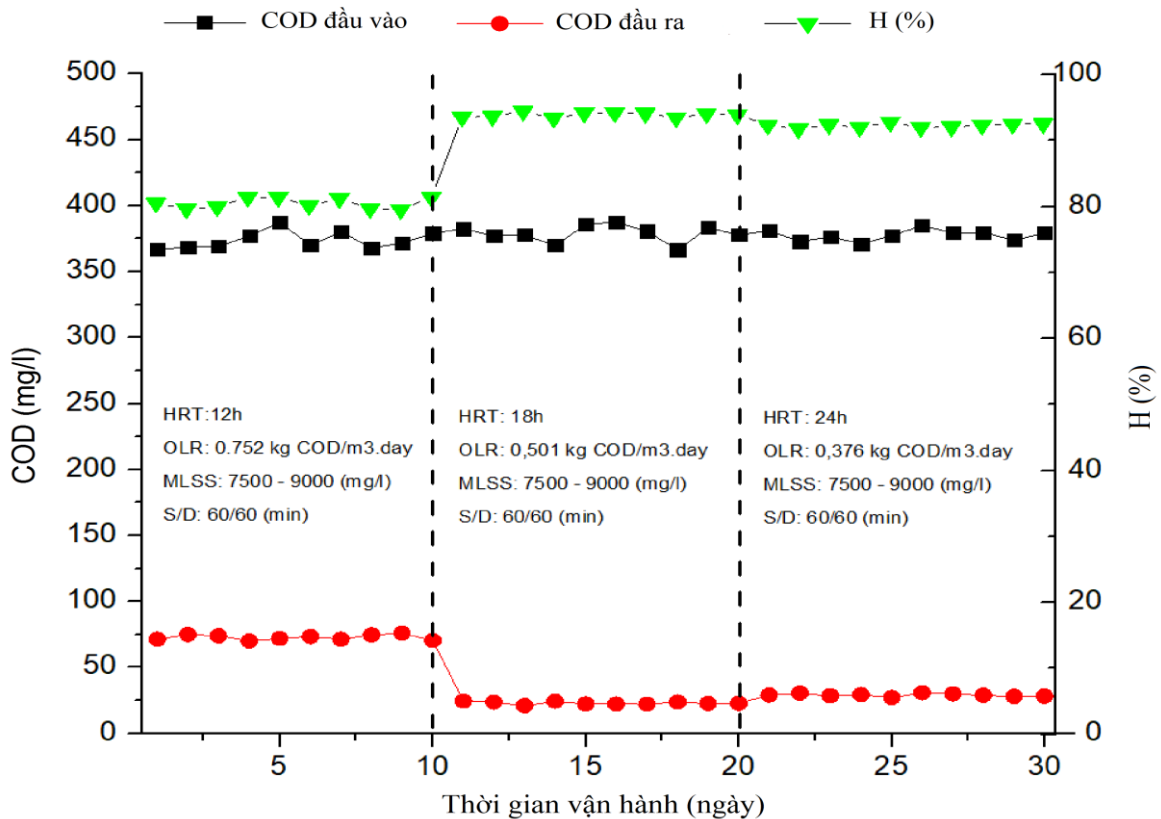 COD đầu vào COD đầu ra H (%)
500 100
450
400 80
350
300 60
250
200 40
150
100 20
50
0 0
COD (mg/l)
H (%)
HRT:12h
OLR: 0.752 kg COD/m3.day
MLSS: 7500 - 9000 (mg/l)
S/D: 60/60 (min)
HRT: 18h
OLR: 0,501 kg COD/m3.day
MLSS: 7500 - 9000 (mg/l)
S/D: 60/60 (min)
HRT: 24h
OLR: 0,376 kg COD/m3.day
MLSS: 7500 - 9000 (mg/l)
S/D: 60/60 (min)
5 10 15 20 25 30
Thời gian vận hành (ngày)